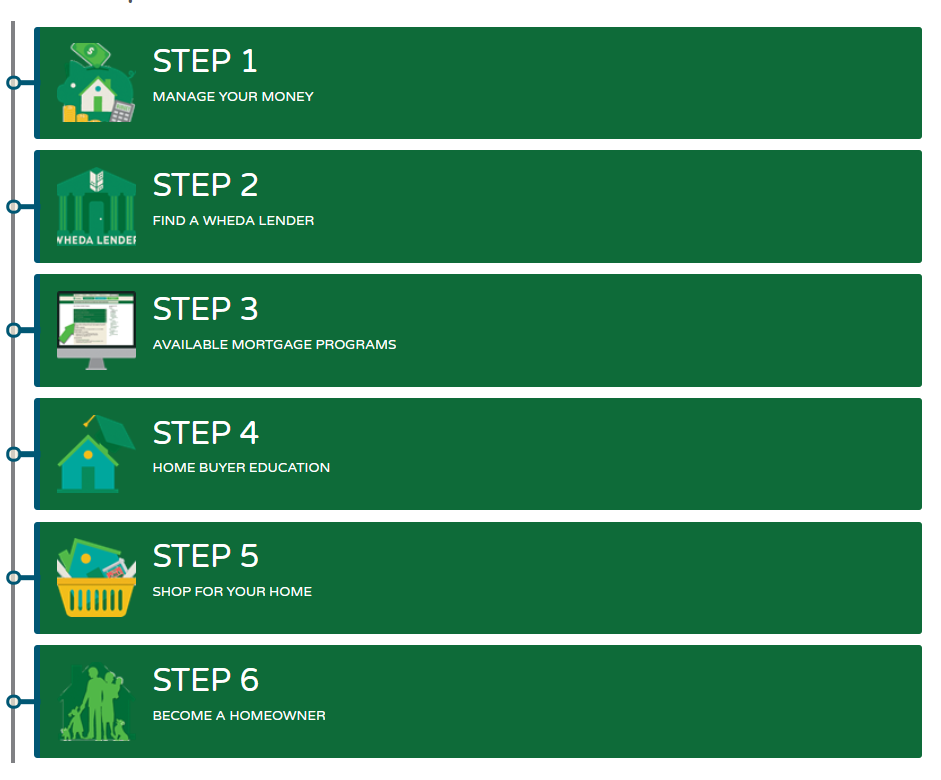 STEP 1
MANAGE YOUR MONEY
STEP 2
FIND A WHEDA LENDER
WHEDA LENDER
STEP 3
AVAILABLE MORTGAGE PROGRAMS
STEP 4
HOME BUYER EDUCATION
STEP 5
SHOP FOR YOUR HOME
STEP 6
BECOME A HOMEOWNER